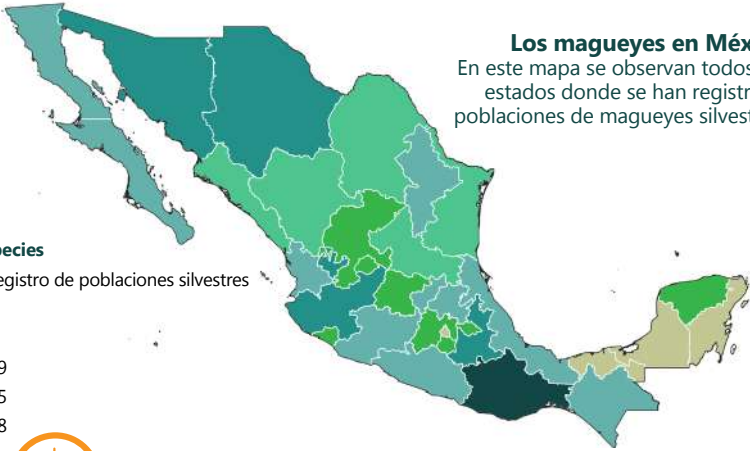 Los magueyes en Méx
En este mapa se observan todos
estados donde se han registr
poblaciones de magueyes silvest
pecies
egistro de poblaciones silvestres
9
5
8